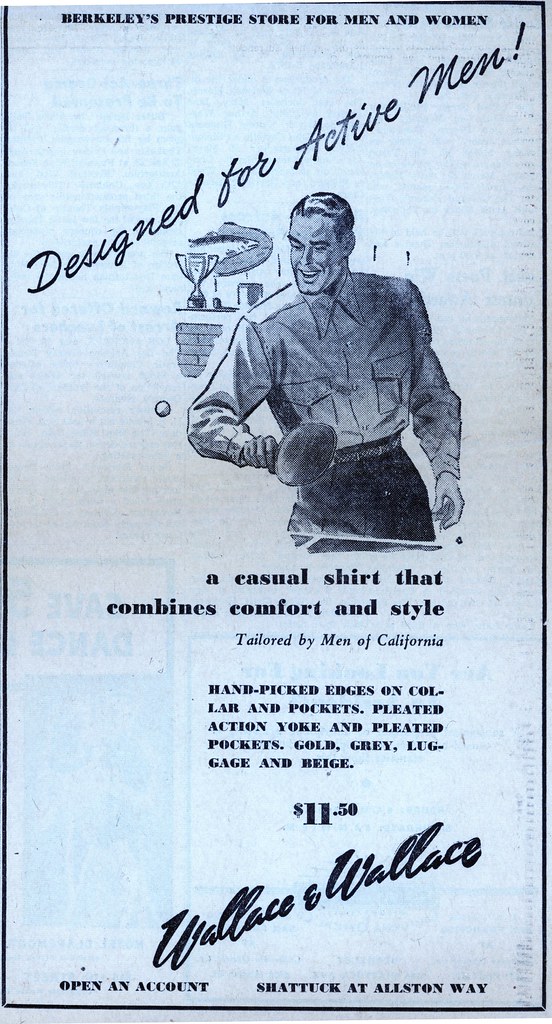 BERKELEY'S PRESTIGE STORE FOR MEN AND WOMEN
Designed for Active Men!
a casual shirt that
combines comfort and style
Tailored by Men of California
HAND-PICKED EDGES ON COL-
LAR AND POCKETS. PLEATED
ACTION YOKE AND PLEATED
POCKETS. GOLD, GREY, LUG-
GAGE AND BEIGE.
$11.50
Wallace & Wallace
OPEN AN ACCOUNT SHATTUCK AT ALLSTON WAY